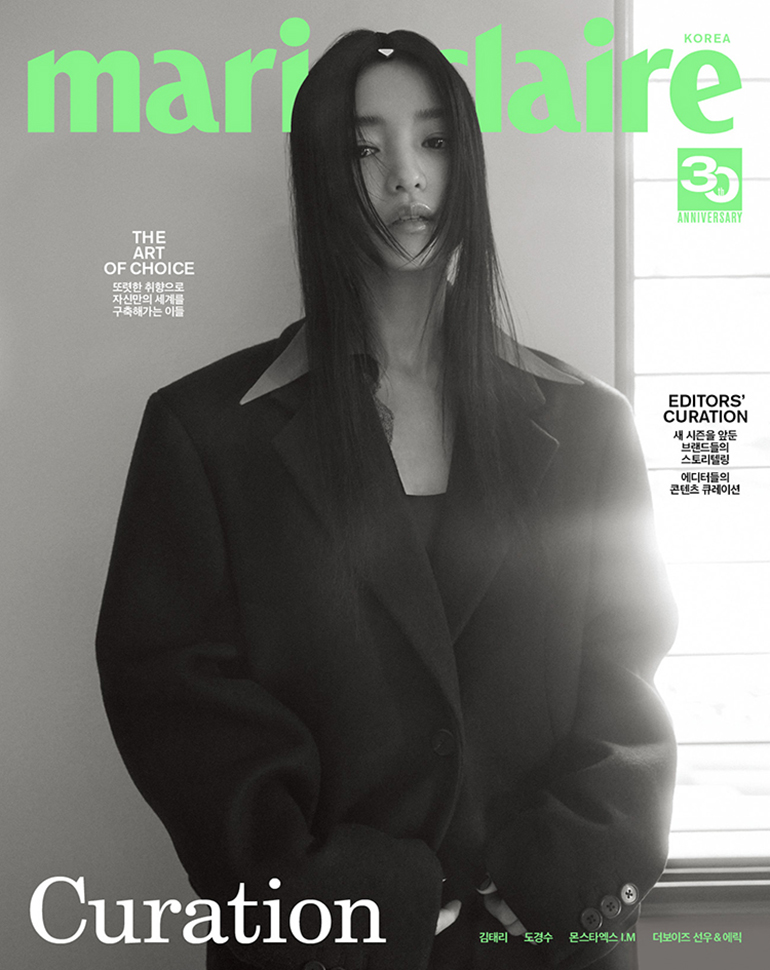 KOREA
marie claire
30th
ANNIVERSARY
THE
ART
OF CHOICE
또렷한 취향으로
자신만의 세계를
구축해가는 이들
EDITORS'
CURATION
새 시즌을 앞둔
브랜드들의
스토리텔링
에디터들의
콘텐츠 큐레이션
Curation
김태리 도경수 몬스타엑스 I.M 더보이즈 선우 & 에릭